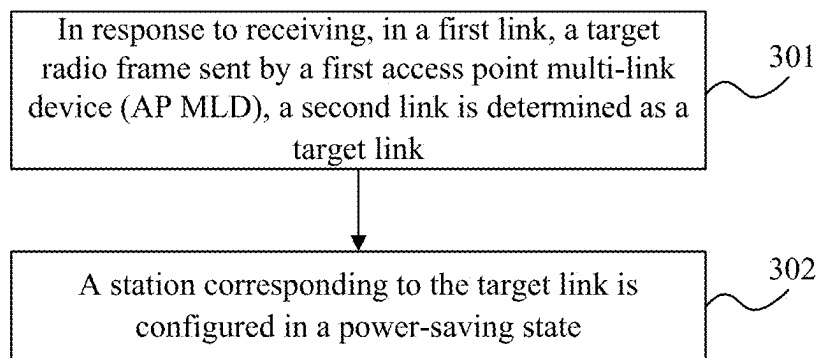 In response to receiving, in a first link, a target
radio frame sent by a first access point multi-link
device (AP MLD), a second link is determined as a
target link
301
A station corresponding to the target link is
configured in a power-saving state
302